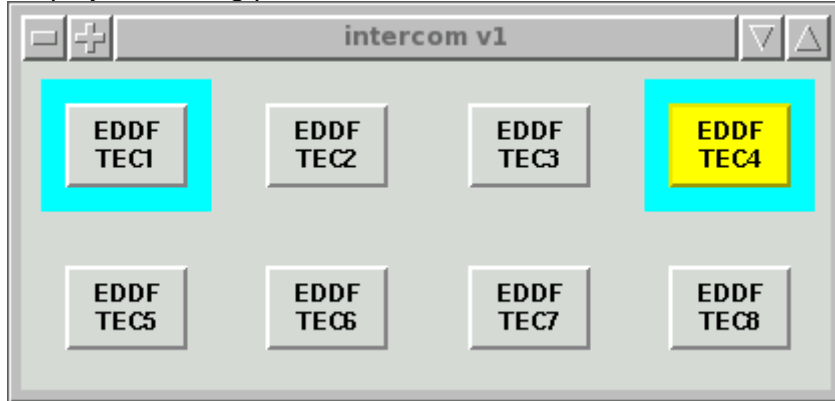 intercom v1
EDDF
TEC1
EDDF
TEC2
EDDF
TEC3
EDDF
TEC4
EDDF
TEC5
EDDF
TEC6
EDDF
TEC7
EDDF
TEC8